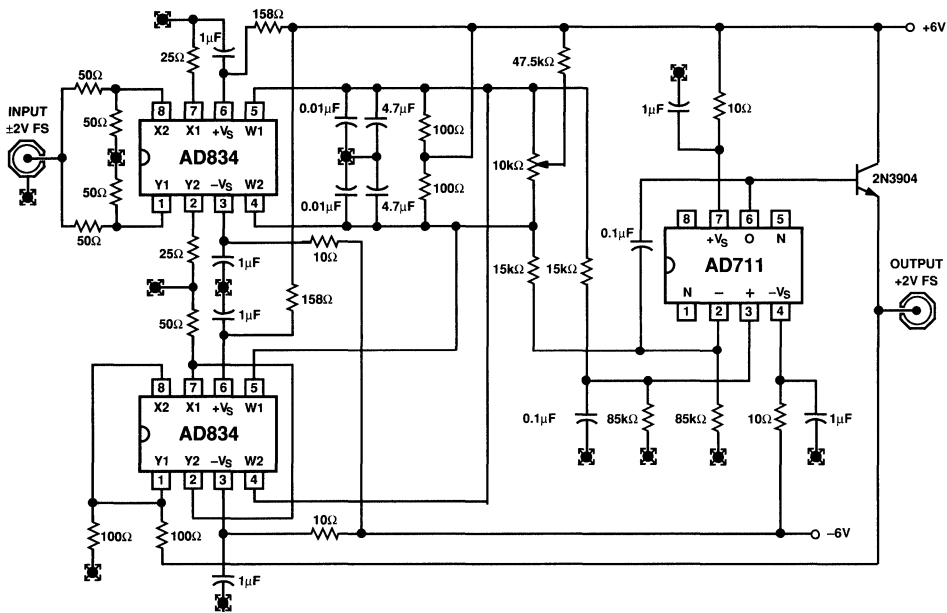 158Ω
+6V
1µF
25Ω
47.5kΩ
50Ω
INPUT
±2V FS
50Ω
50Ω
50Ω
8 7 6 5
X2 X1 +VS W1
AD834
Y1 Y2 −VS W2
1 2 3 4
0.01µF
4.7µF
100Ω
0.01µF
4.7µF
100Ω
10kΩ
1µF
10Ω
2N3904
25Ω
1µF
10Ω
1µF
158Ω
50Ω
15kΩ
15kΩ
0.1µF
8 7 6 5
+VS O N
AD711
N − + −VS
1 2 3 4
OUTPUT
+2V FS
8 7 6 5
X2 X1 +VS W1
AD834
Y1 Y2 −VS W2
1 2 3 4
0.1µF
85kΩ
85kΩ
10Ω
1µF
100Ω
100Ω
10Ω
−6V
1µF